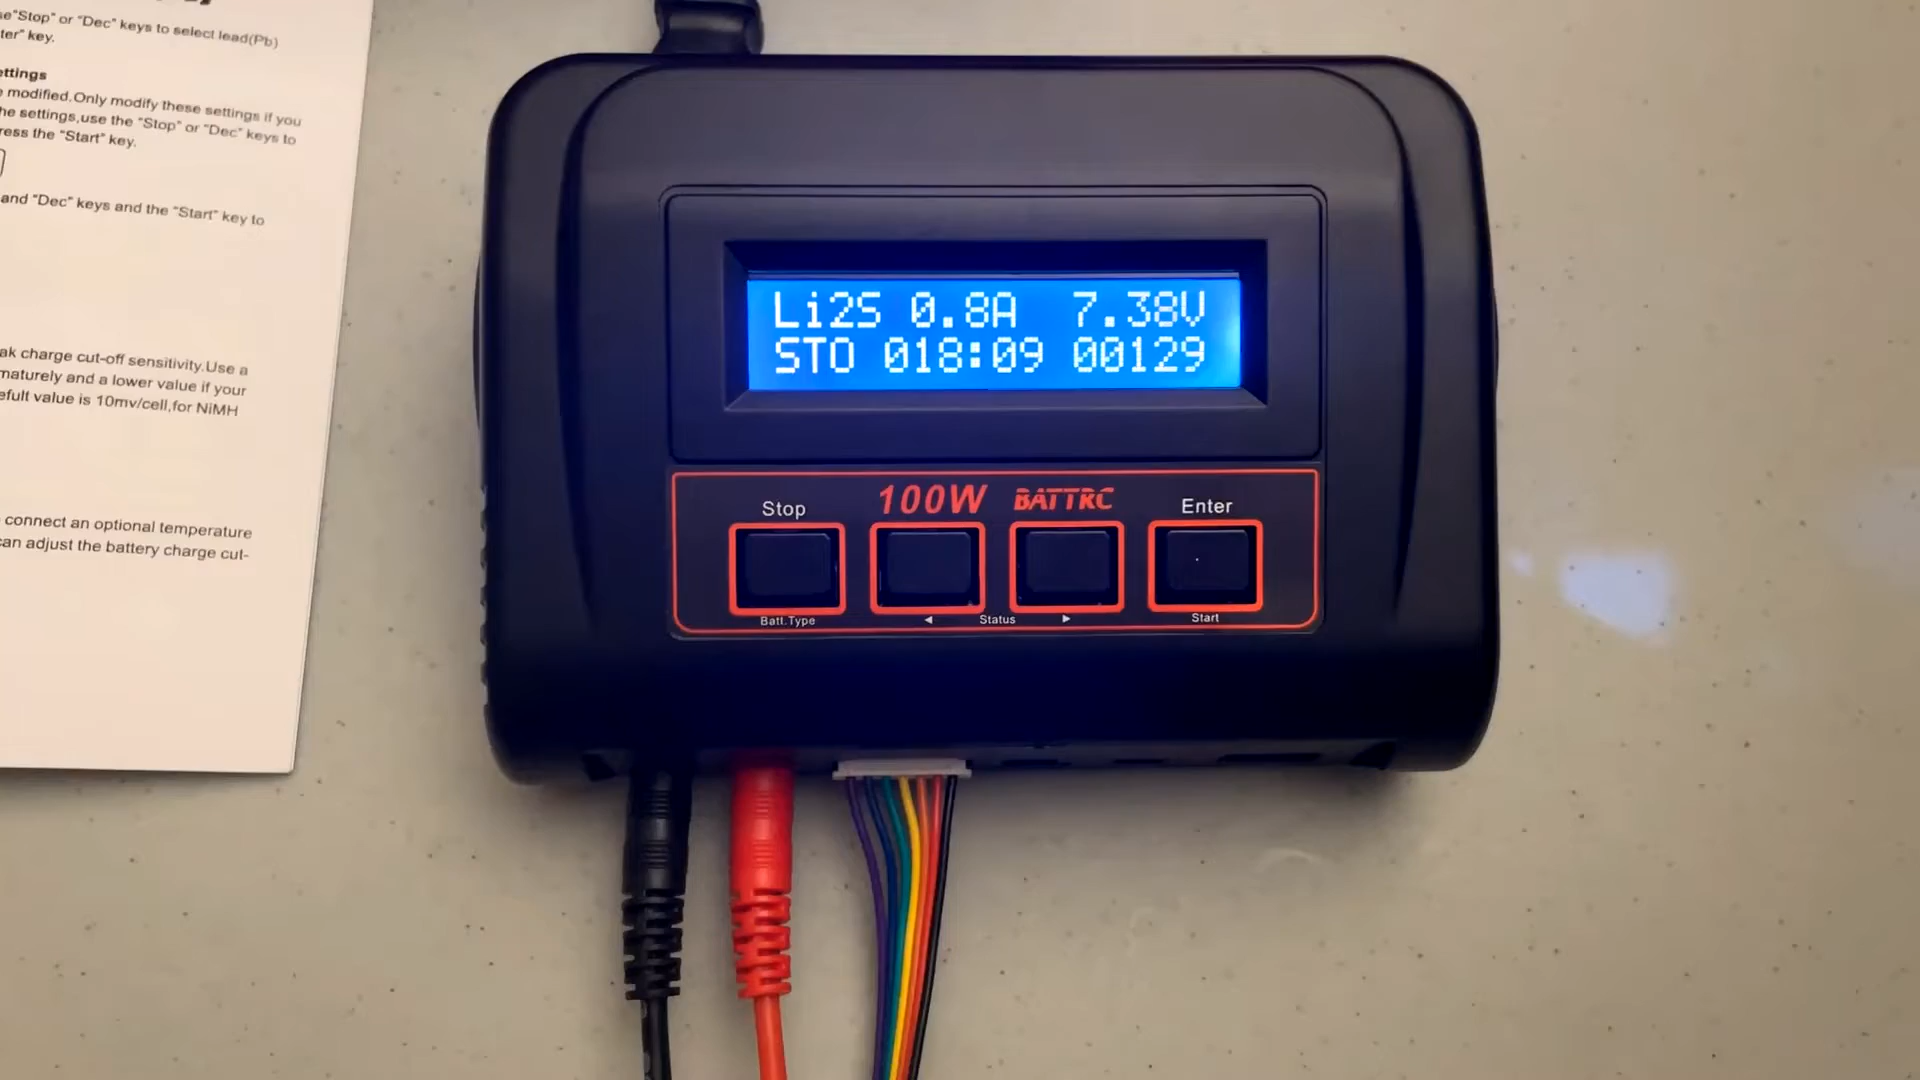 "Stop" or "Dec" keys to select lead(Pb)
key.
ettings
modified.Only modify these settings if you
he settings,use the "Stop" or "Dec" keys to
ress the "Start" key.
and "Dec" keys and the "Start" key to
ak charge cut-off sensitivity.Use a
maturely and a lower value if your
efult value is 10mv/cell,for NiMH
connect an optional temperature
can adjust the battery charge cut-
Li2S 0.8A 7.38V
STO 018:09 00129
Stop 100W BATTRC Enter
Batt.Type ◄ Status ► Start